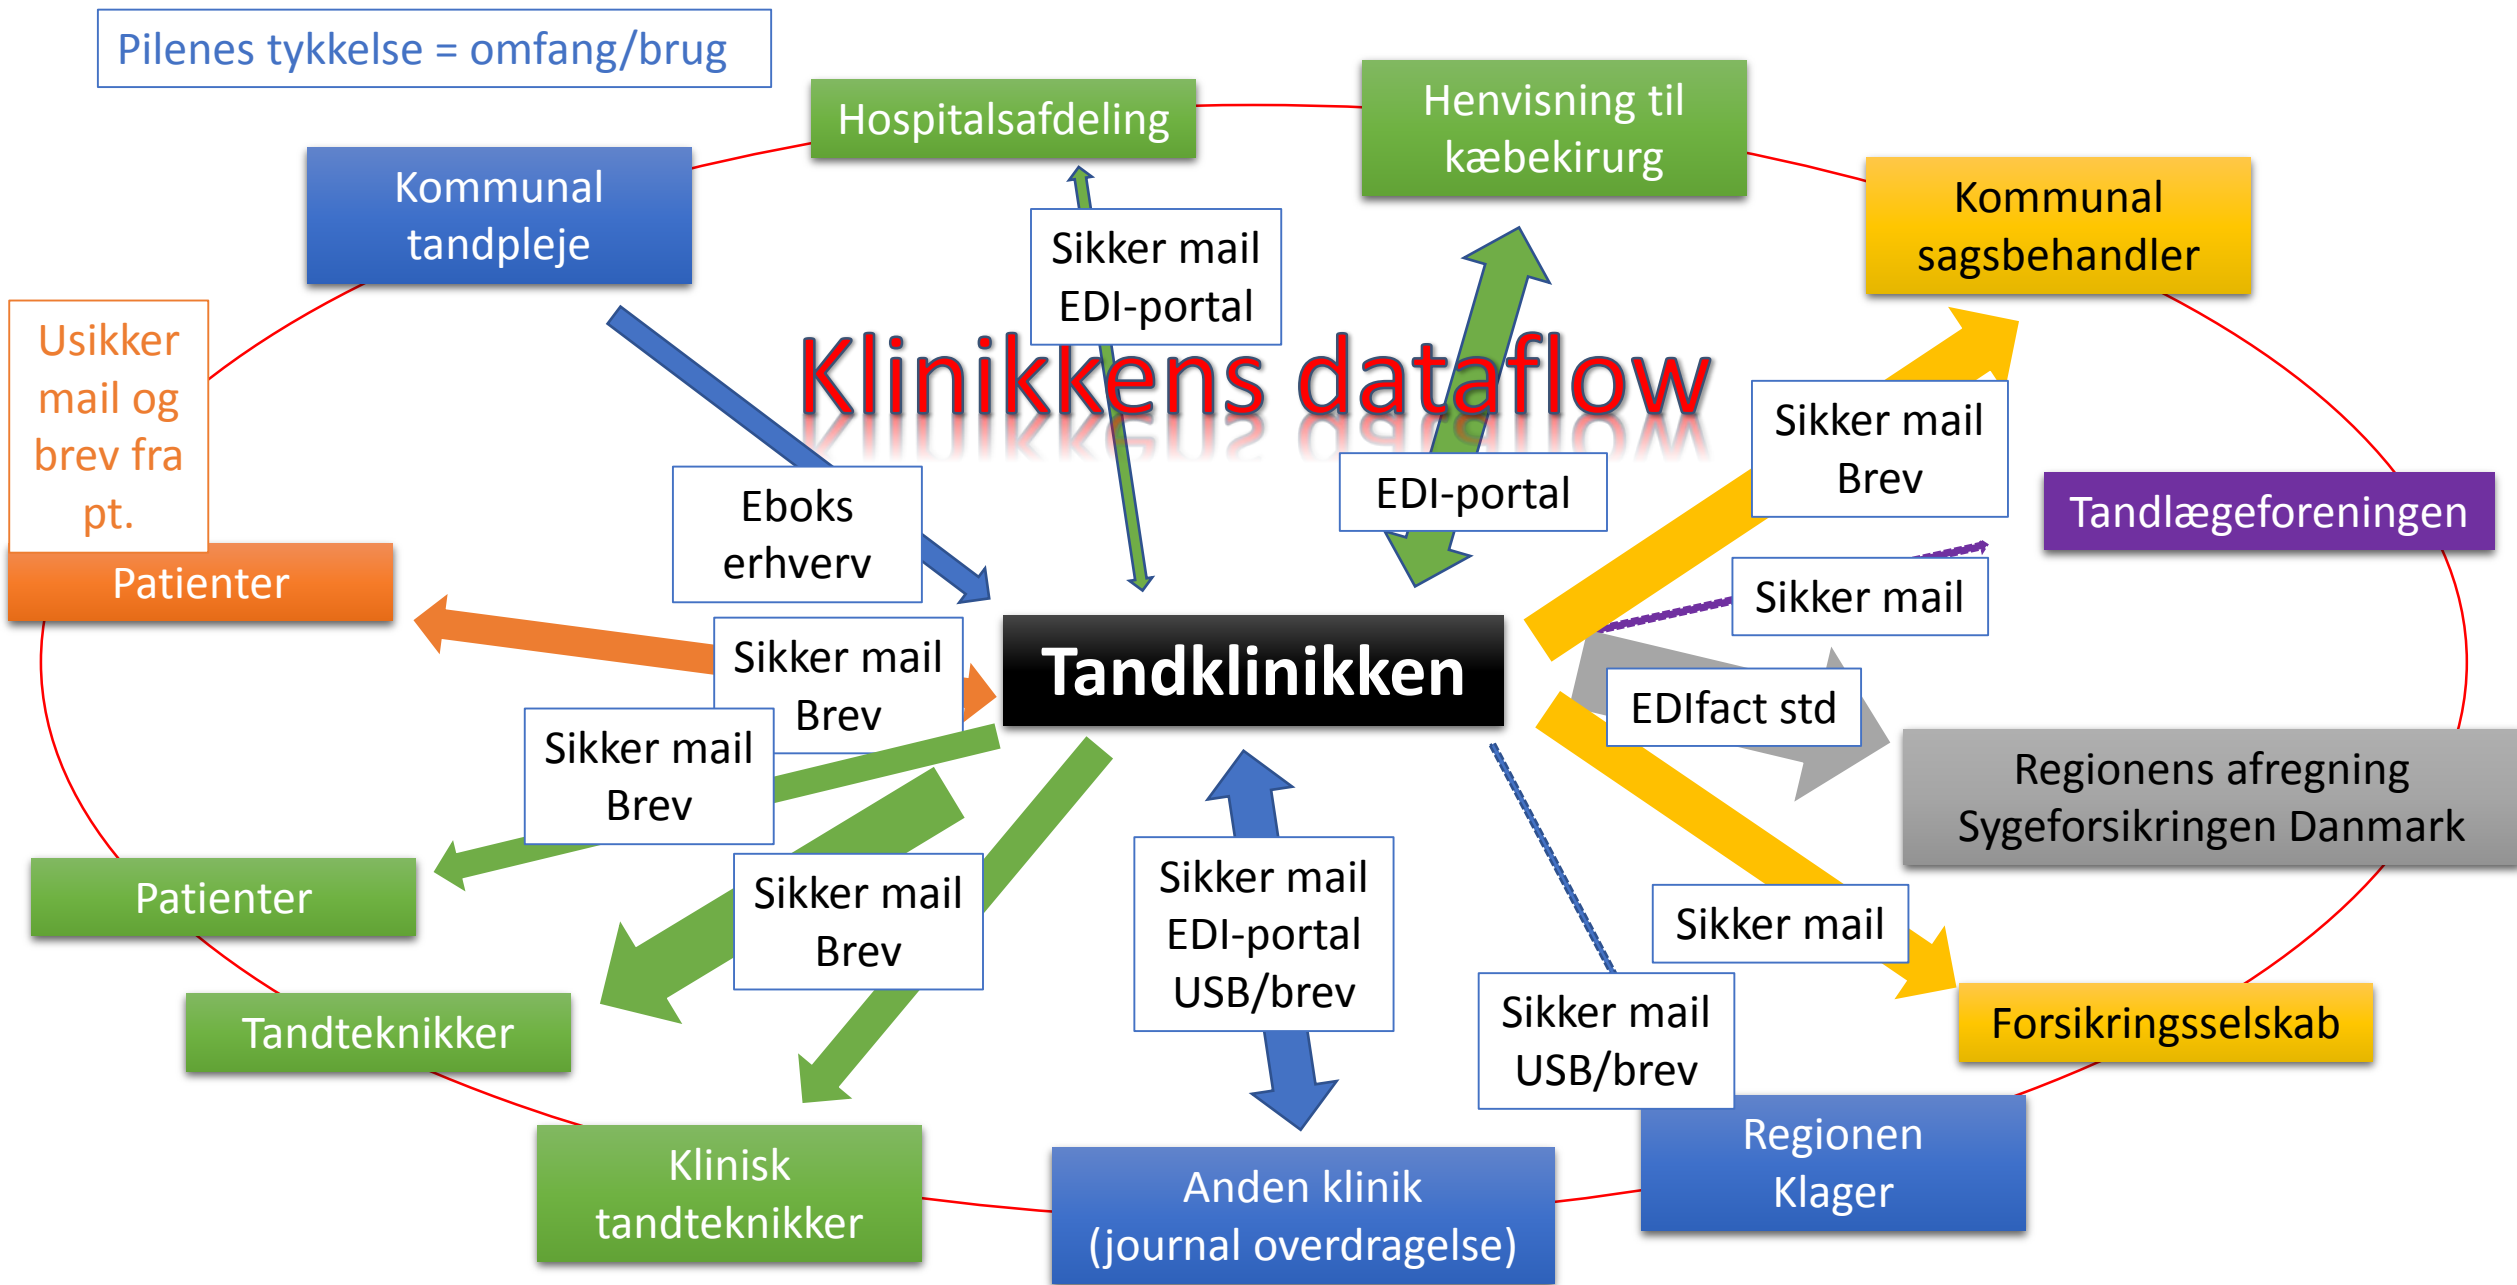 Pilenes tykkelse = omfang/brug
Hospitalsafdeling
Henvisning til
kæbekirurg
Kommunal
tandpleje
Kommunal
sagsbehandler
Sikker mail
EDI-portal
Usikker
mail og
brev fra
pt.
Klinikkens dataflow
Sikker mail
Brev
EDI-portal
Eboks
erhverv
Tandlægeforeningen
Patienter
Sikker mail
Tandklinikken
Sikker mail
Brev
EDIfact std
Sikker mail
Brev
Regionens afregning
Sygeforsikringen Danmark
Patienter
Sikker mail
Brev
Sikker mail
EDI-portal
USB/brev
Sikker mail
Tandteknikker
Sikker mail
USB/brev
Forsikringsselskab
Klinisk
tandteknikker
Anden klinik
(journal overdragelse)
Regionen
Klager